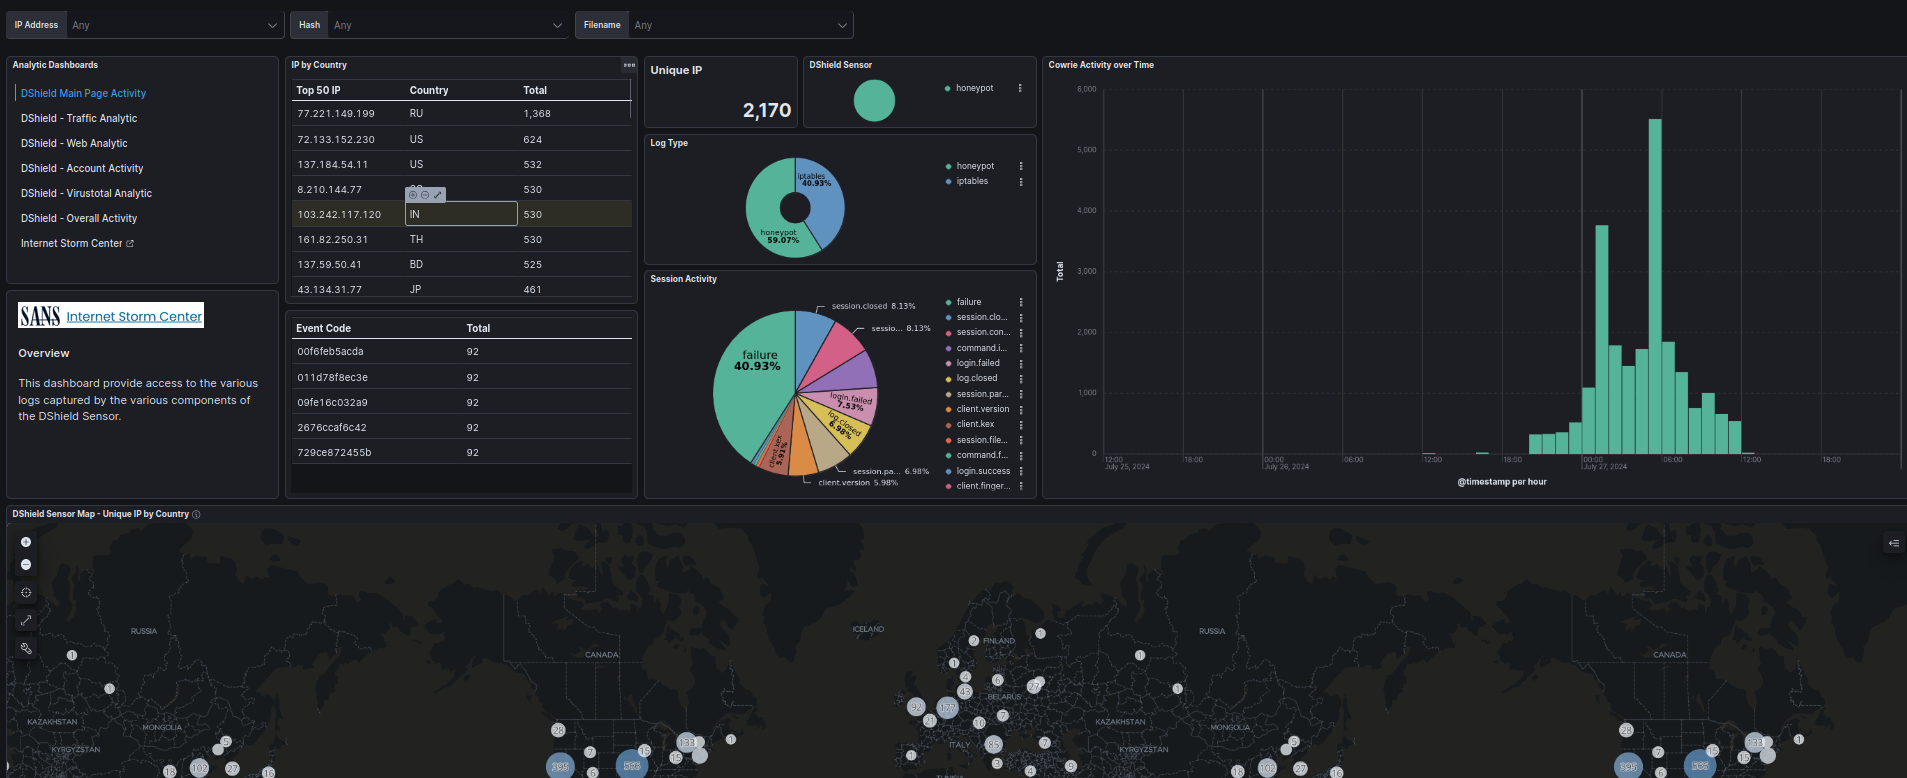 IP Address Any
Hash Any
Filename Any
Analytic Dashboards
DShield Main Page Activity
DShield - Traffic Analytic
DShield - Web Analytic
DShield - Account Activity
DShield - Virustotal Analytic
DShield - Overall Activity
Internet Storm Center
SANS Internet Storm Center
Overview
This dashboard provide access to the various
logs captured by the various components of
the DShield Sensor.
IP by Country
Top 50 IP Country Total
77.221.149.199 RU 1,368
72.133.152.230 US 624
137.184.54.11 US 532
8.210.144.77 530
103.242.117.120 IN 530
161.82.250.31 TH 530
137.59.50.41 BD 525
43.134.31.77 JP 461
Event Code Total
00f6feb5acda 92
011d78f8ec3e 92
09fe16c032a9 92
2676ccaf6c42 92
729ce872455b 92
Unique IP
2,170
DShield Sensor
honeypot
Log Type
iptables
40.93%
honeypot
59.07%
honeypot
iptables
Session Activity
session.closed 8.13%
sessio... 8.13%
failure
40.93%
login.failed
7.53%
log.closed
6.98%
client.kex
5.91%
session.pa... 6.98%
client.version 5.98%
failure
session.clo...
session.con...
command.i...
login.failed
log.closed
session.par...
client.version
client.kex
session.file...
command.f...
login.success
client.finger...
Cowrie Activity over Time
6,000
5,000
4,000
3,000
2,000
1,000
0
Total
12:00 18:00 00:00 06:00 12:00 18:00 00:00 06:00 12:00 18:00
July 25, 2024 July 26, 2024 July 27, 2024
@timestamp per hour
DShield Sensor Map - Unique IP by Country
RUSSIA
CANADA
ICELAND
FINLAND
RUSSIA
CANADA
BELARUS
KAZAKHSTAN
MONGOLIA
KYRGYZSTAN
ITALY
KAZAKHSTAN
MONGOLIA
KYRGYZSTAN
1
1
5
18 102 27 16
28
7
395 6 566 15 15 133 1
2
1
1
4
6
43
27
92
177
21
10
7
85
7
1
3
4
9
1
1
5
18 102 27 16
28
7
395 6 566 15 15 133 1